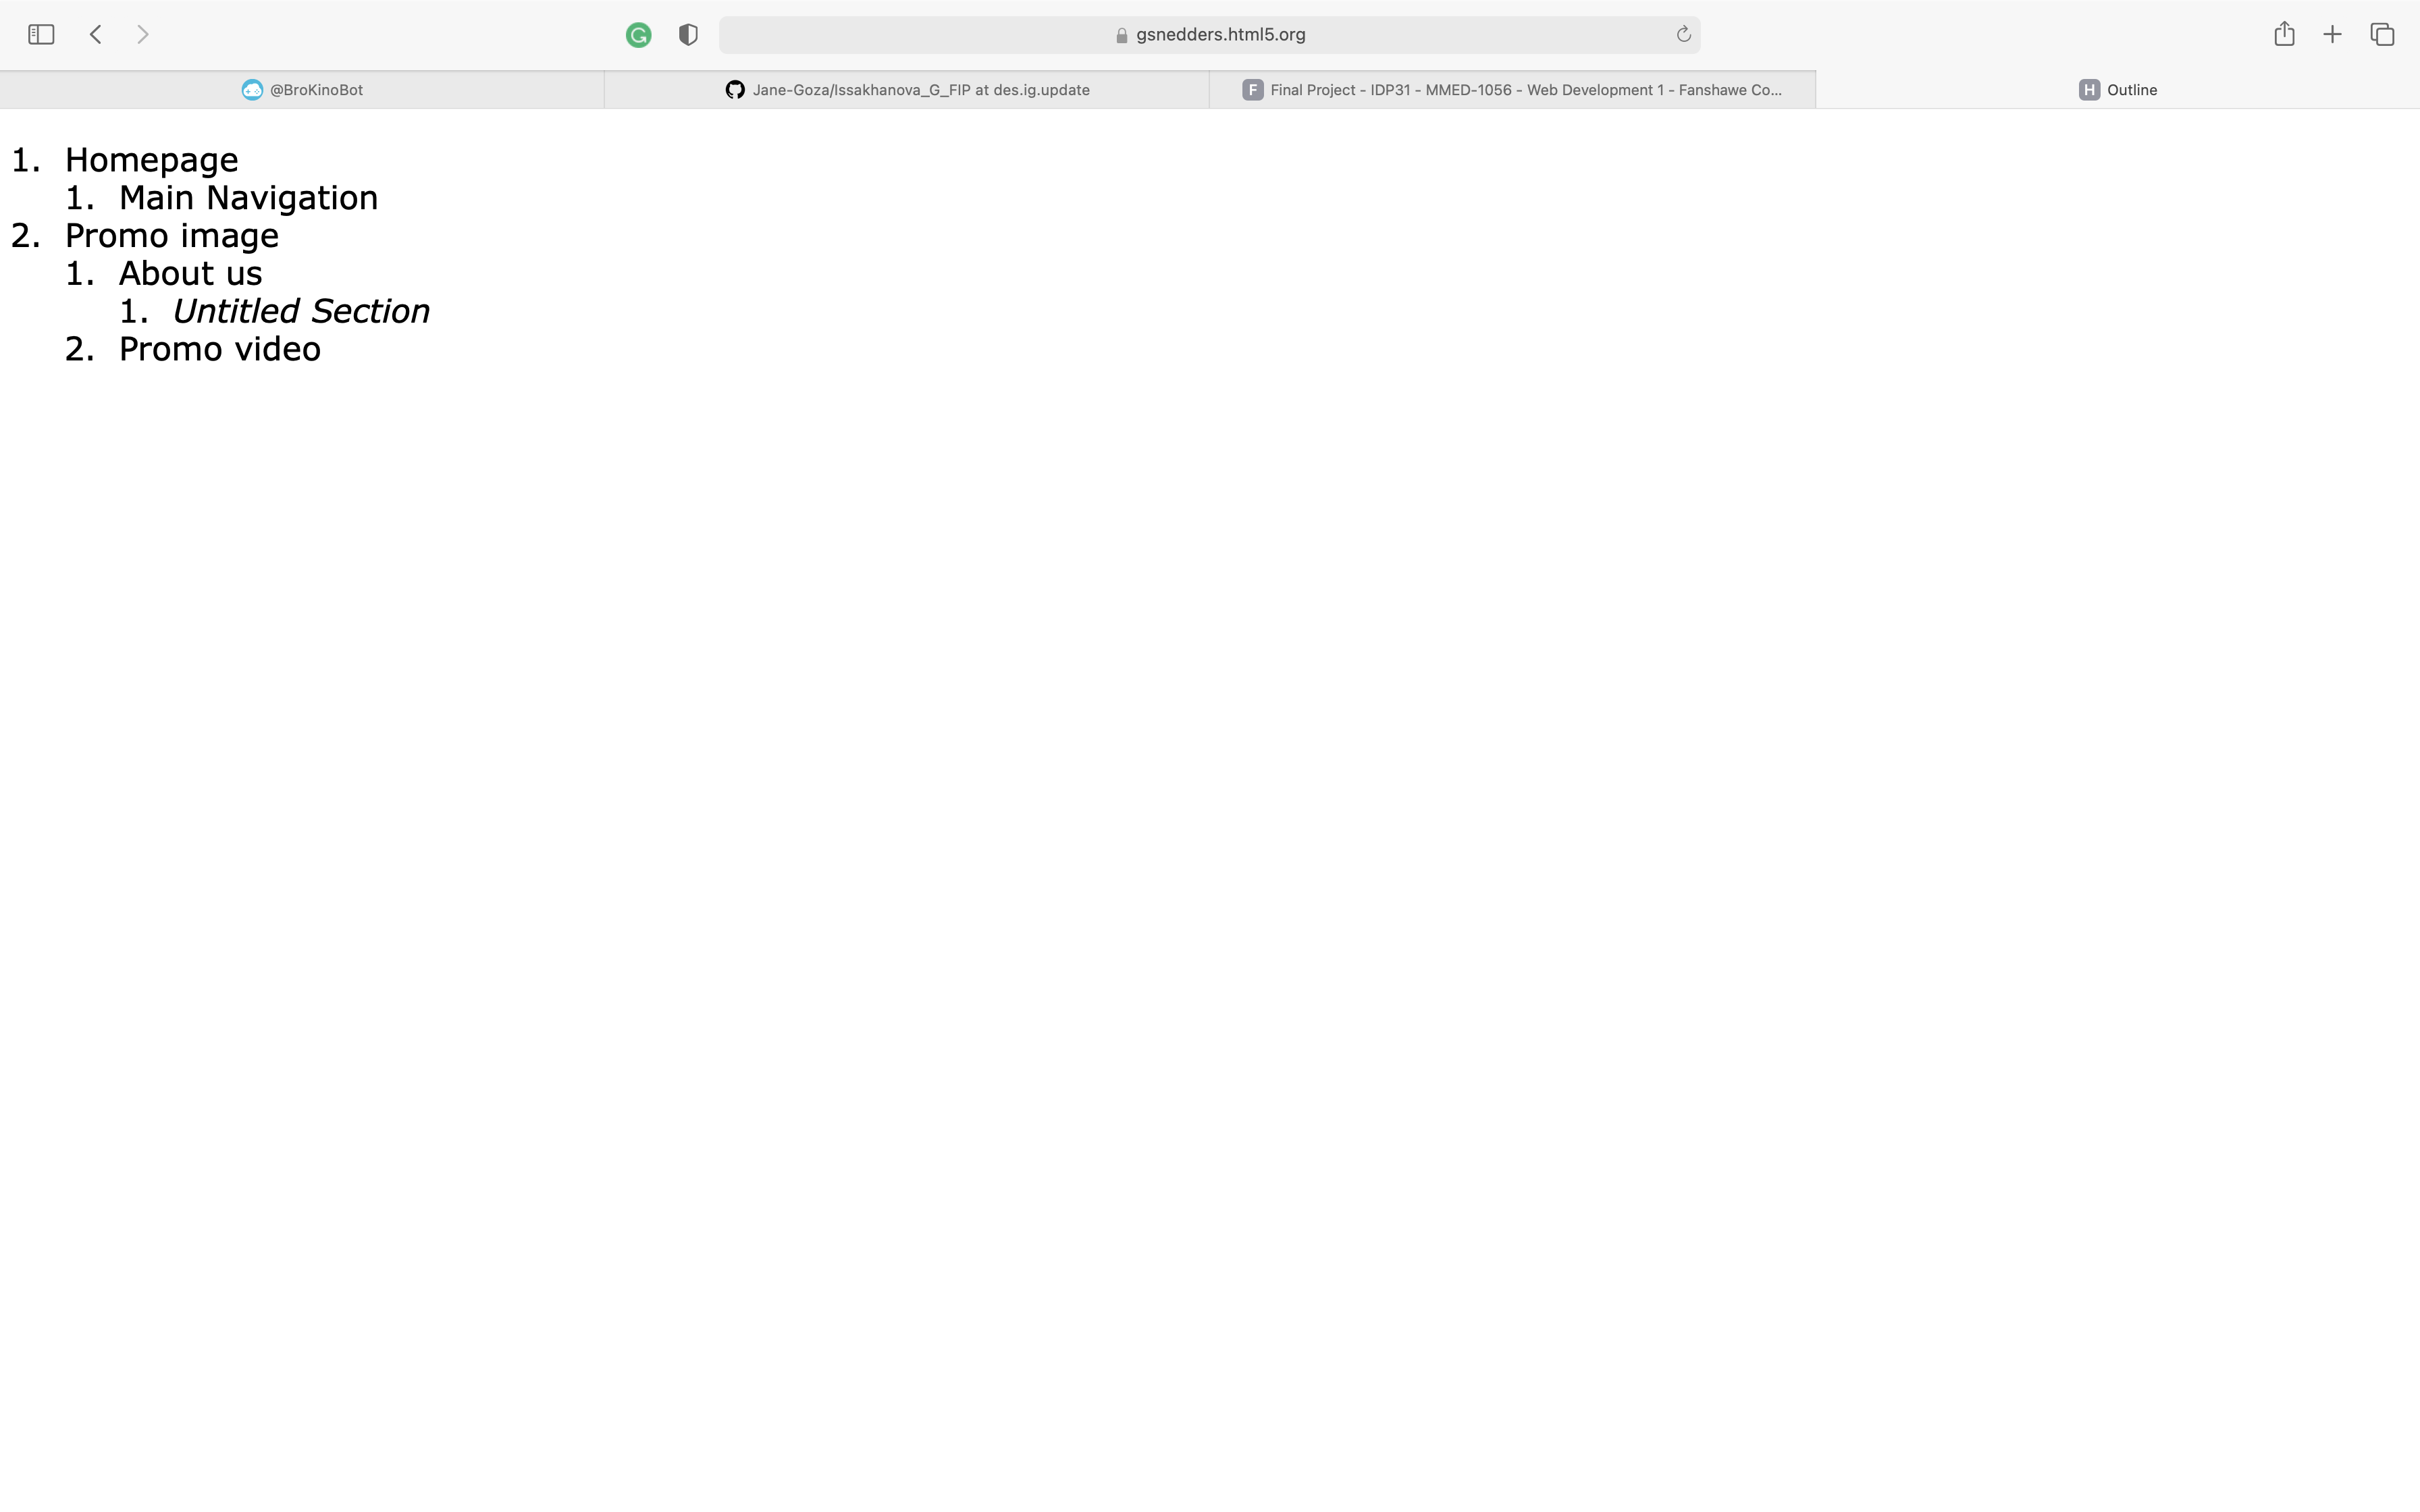 gsnedders.html5.org
@BroKinoBot
Jane-Goza/Issakhanova_G_FIP at des.ig.update
F Final Project - IDP31 - MMED-1056 - Web Development 1 - Fanshawe Co...
H Outline
1. Homepage
1. Main Navigation
2. Promo image
1. About us
1. Untitled Section
2. Promo video